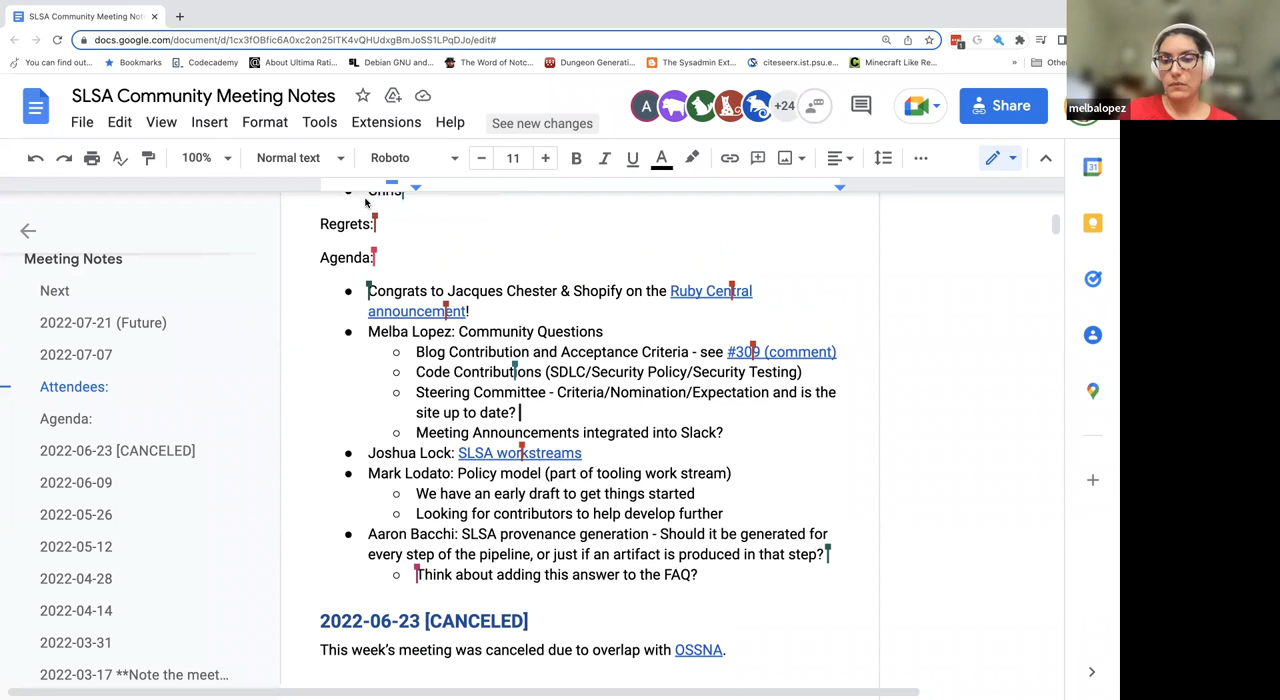 SLSA Community Meeting Not
docs.google.com/document/d/1cx3fOBfic6A0xc2on25ITK4vQHUdxgBmJoSS1LPqDJo/edit#
You can find out...
Bookmarks
Codecademy
About Ultima Rati...
Debian GNU and...
The Word of Note...
Dungeon Generati...
The Sysadmin Ext...
citeseerx.ist.psu.e...
Minecraft Like Re...
»
Othe
melbalopez
SLSA Community Meeting Notes
File Edit View Insert Format Tools Help
See new changes
A
+24
Share
100%
Normal text
Roboto
11
B I U A
Chris
Regrets:
Agenda:
Congrats to Jacques Chester & Shopify on the Ruby Central
announcement!
Melba Lopez: Community Questions
Blog Contribution and Acceptance Criteria - see #309 (comment)
Code Contributions (SDLC/Security Policy/Security Testing)
Steering Committee - Criteria/Nomination/Expectation and is the
site up to date?
Meeting Announcements integrated into Slack?
Joshua Lock: SLSA workstreams
Mark Lodato: Policy model (part of tooling work stream)
We have an early draft to get things started
Looking for contributors to help develop further
Aaron Bacchi: SLSA provenance generation - Should it be generated for
every step of the pipeline, or just if an artifact is produced in that step?
Think about adding this answer to the FAQ?
2022-06-23 [CANCELED]
This week's meeting was canceled due to overlap with OSSNA.
Meeting Notes
Next
2022-07-21 (Future)
2022-07-07
Attendees:
Agenda:
2022-06-23 [CANCELED]
2022-06-09
2022-05-26
2022-05-12
2022-04-28
2022-04-14
2022-03-31
2022-03-17 **Note the meet...
31